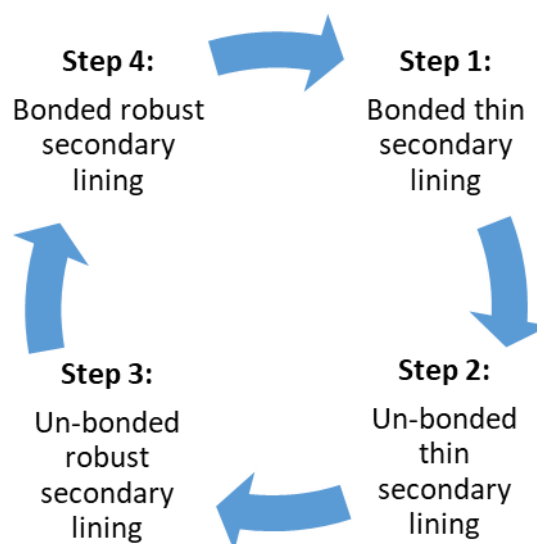 Step 4:
Bonded robust
secondary
lining
Step 1:
Bonded thin
secondary
lining
Step 3:
Un-bonded
robust
secondary
lining
Step 2:
Un-bonded
thin
secondary
lining